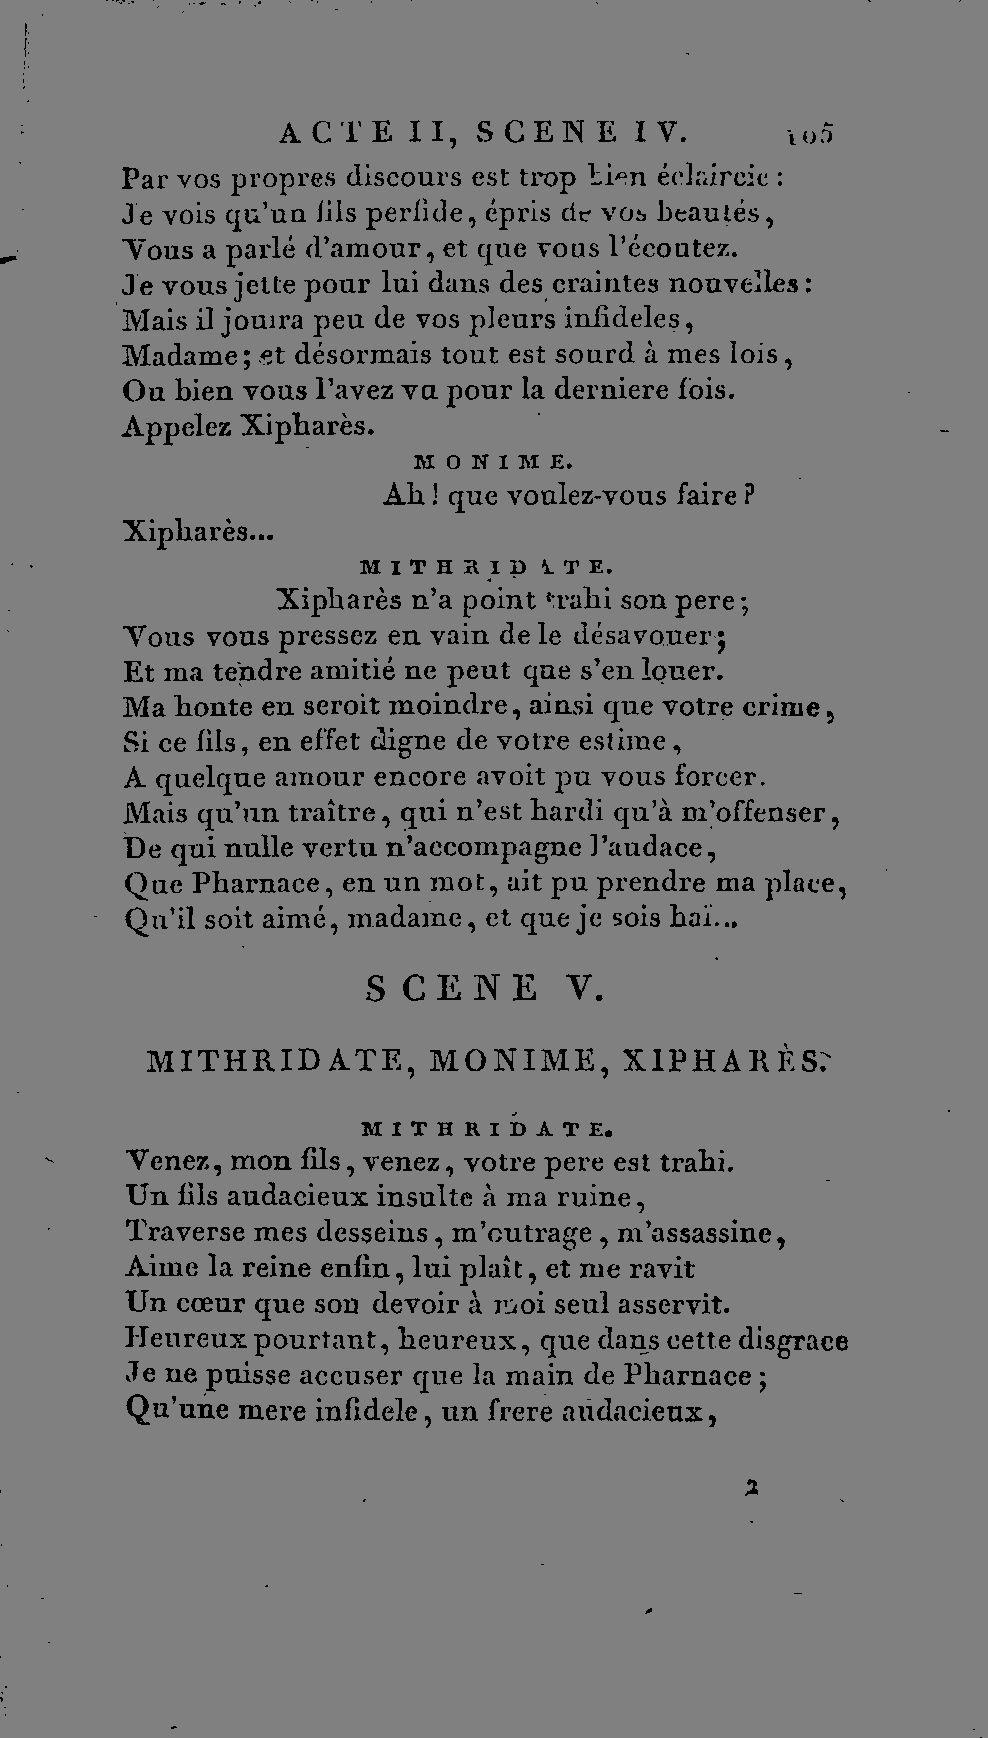 ACTE II, SCENE IV. 105
Par vos propres discours est trop bien éclaircie :
Je vois qu'un fils perfide, épris de vos beautés,
Vous a parlé d'amour, et que vous l'écoutez.
Je vous jette pour lui dans des craintes nouvelles :
Mais il jouira peu de vos pleurs infideles,
Madame ; et désormais tout est sourd à mes lois,
Ou bien vous l'avez vu pour la derniere fois.
Appelez Xipharès.
MONIME.
Ah ! que voulez-vous faire ?
Xipharès...
MITHRIDATE.
Xipharès n'a point trahi son pere ;
Vous vous pressez en vain de le désavouer ;
Et ma tendre amitié ne peut que s'en louer.
Ma honte en seroit moindre, ainsi que votre crime,
Si ce fils, en effet digne de votre estime,
A quelque amour encore avoit pu vous forcer.
Mais qu'un traître, qui n'est hardi qu'à m'offenser,
De qui nulle vertu n'accompagne l'audace,
Que Pharnace, en un mot, ait pu prendre ma place,
Qu'il soit aimé, madame, et que je sois haï...
SCENE V.
MITHRIDATE, MONIME, XIPHARÈS.
MITHRIDATE.
Venez, mon fils, venez, votre pere est trahi.
Un fils audacieux insulte à ma ruine,
Traverse mes desseins, m'outrage, m'assassine,
Aime la reine enfin, lui plaît, et me ravit
Un cœur que son devoir à moi seul asservit.
Heureux pourtant, heureux, que dans cette disgrace
Je ne puisse accuser que la main de Pharnace ;
Qu'une mere infidele, un frere audacieux,
2